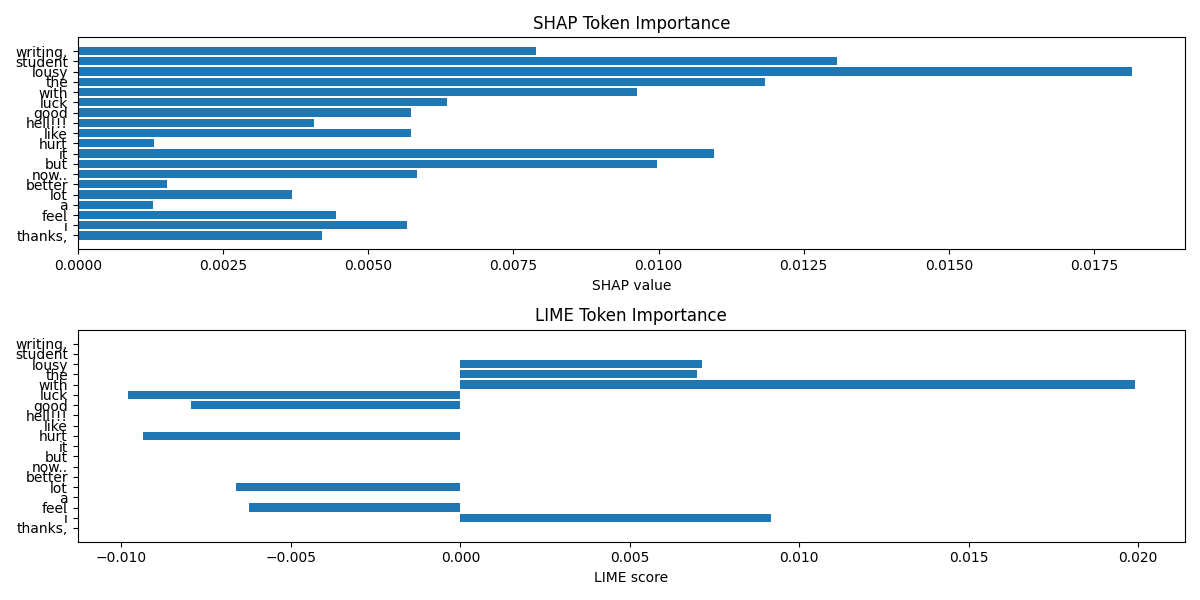 SHAP Token Importance
writing,
student
lousy
the
with
luck
good
hell!!!
like
hurt
it
but
now..
better
lot
a
feel
i
thanks,
0.0000 0.0025 0.0050 0.0075 0.0100 0.0125 0.0150 0.0175
SHAP value
LIME Token Importance
writing,
student
lousy
the
with
luck
good
hell!!!
like
hurt
it
but
now..
better
lot
a
feel
i
thanks,
−0.010 −0.005 0.000 0.005 0.010 0.015 0.020
LIME score